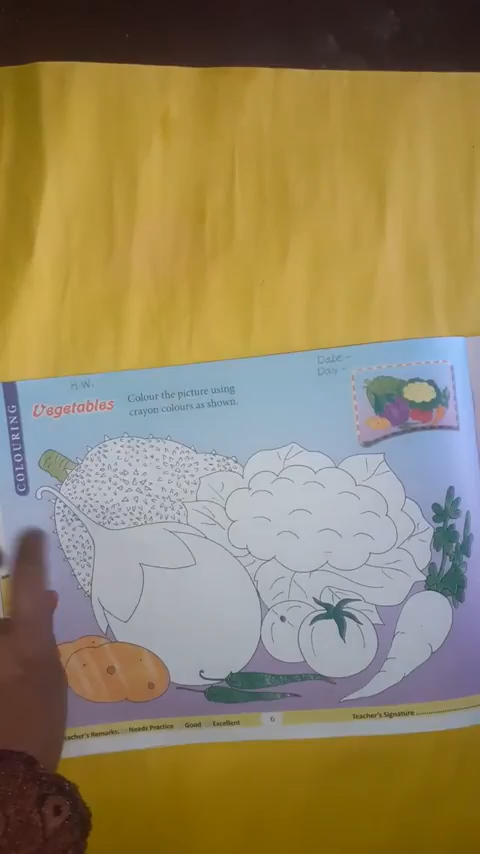 H.W.
Date -
Day -
COLOURING
Vegetables
Colour the picture using
crayon colours as shown.
Remarks: Needs Practice Good Excellent
6
Teacher's Signature